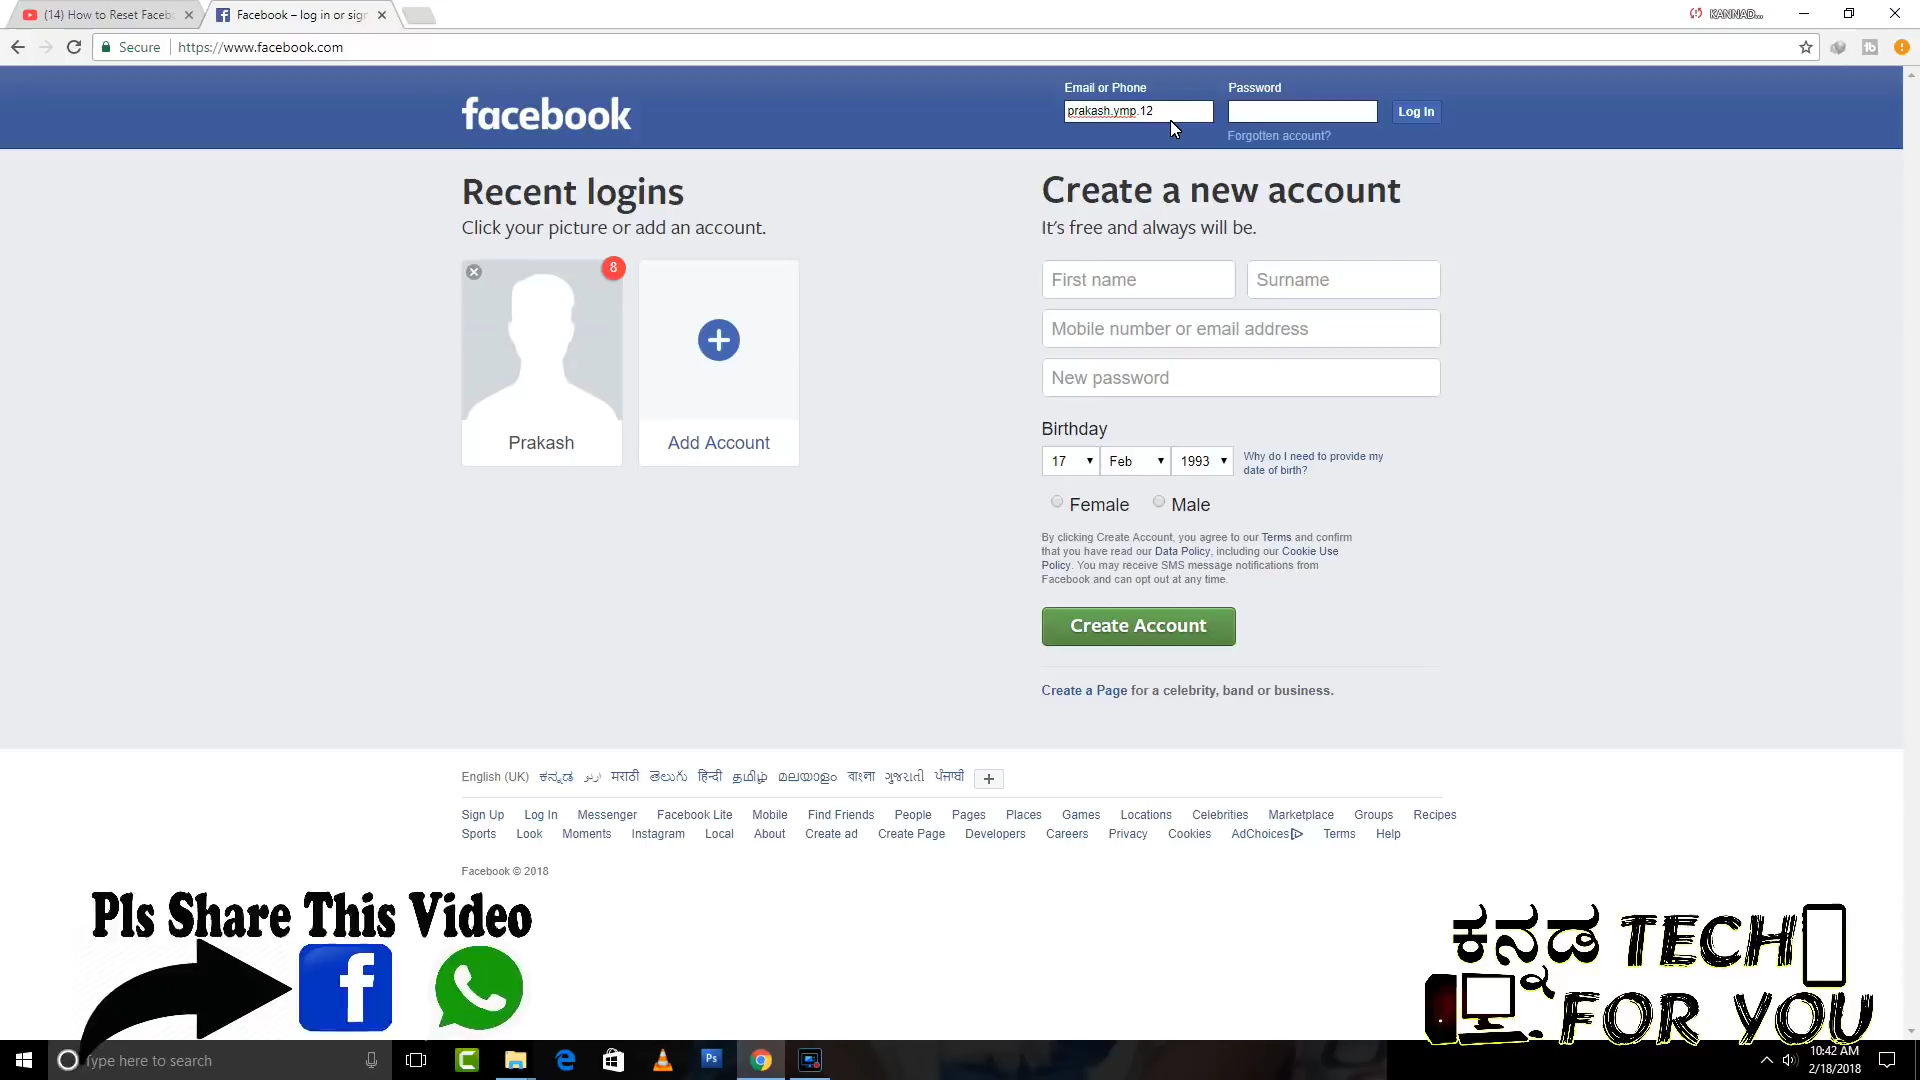 (14) How to Reset Faceb
Facebook – log in or sig
KANNAD...
Secure
https://www.facebook.com
Email or Phone
Password
facebook
prakash.ymp.12
Log In
Forgotten account?
Recent logins
Click your picture or add an account.
8
Prakash
Add Account
Create a new account
It's free and always will be.
First name
Surname
Mobile number or email address
New password
Birthday
17
Feb
1993
Why do I need to provide my
date of birth?
Female
Male
By clicking Create Account, you agree to our Terms and confirm
that you have read our Data Policy, including our Cookie Use
Policy. You may receive SMS message notifications from
Facebook and can opt out at any time.
Create Account
Create a Page for a celebrity, band or business.
English (UK) ಕನ್ನಡ اردو मराठी తెలుగు हिन्दी தமிழ் മലയാളം বাংলা ગુજરાતી ਪੰਜਾਬੀ
Sign Up Log In Messenger Facebook Lite Mobile Find Friends People Pages Places Games Locations Celebrities Marketplace Groups Recipes
Sports Look Moments Instagram Local About Create ad Create Page Developers Careers Privacy Cookies AdChoices Terms Help
Facebook © 2018
Pls Share This Video
ಕನ್ನಡ TECH
FOR YOU
Type here to search
Ps
10:42 AM
2/18/2018